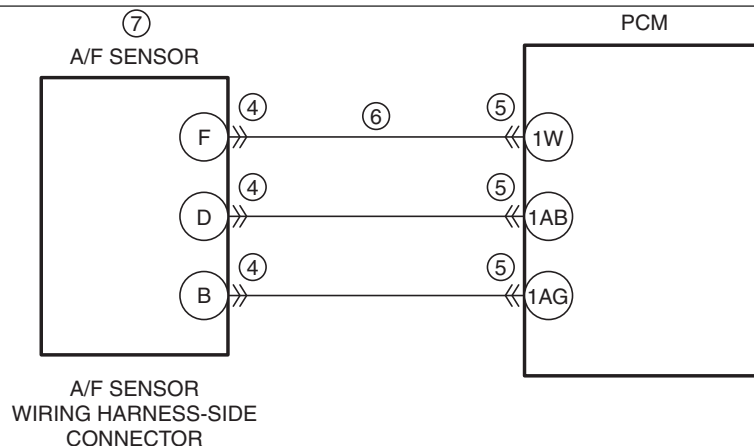 ⑦
A/F SENSOR
PCM
F ④ ⑥ ⑤ 1W
D ④ ⑤ 1AB
B ④ ⑤ 1AG
A/F SENSOR
WIRING HARNESS-SIDE
CONNECTOR